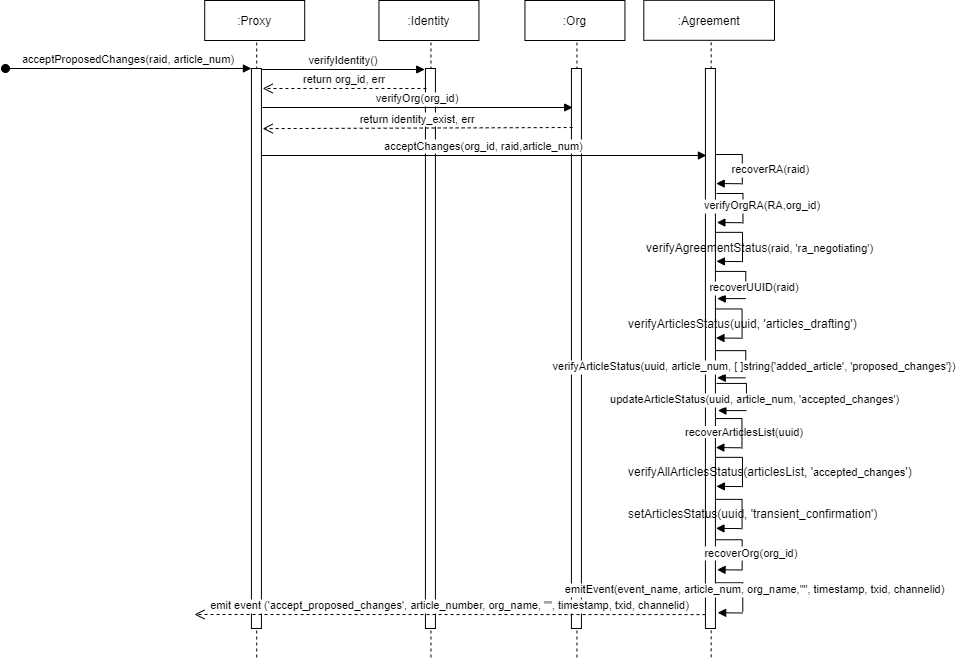 :Proxy
:Identity
:Org
:Agreement
acceptProposedChanges(raid, article_num)
verifyIdentity()
return org_id, err
verifyOrg(org_id)
return identity_exist, err
acceptChanges(org_id, raid,article_num)
recoverRA(raid)
verifyOrgRA(RA,org_id)
verifyAgreementStatus(raid, 'ra_negotiating')
recoverUUID(raid)
verifyArticlesStatus(uuid, 'articles_drafting')
verifyArticleStatus(uuid, article_num, [ ]string{'added_article', 'proposed_changes'})
updateArticleStatus(uuid, article_num, 'accepted_changes')
recoverArticlesList(uuid)
verifyAllArticlesStatus(articlesList, 'accepted_changes')
setArticlesStatus(uuid, 'transient_confirmation')
recoverOrg(org_id)
emitEvent(event_name, article_num, org_name,"", timestamp, txid, channelid)
emit event ('accept_proposed_changes', article_number, org_name, "", timestamp, txid, channelid)